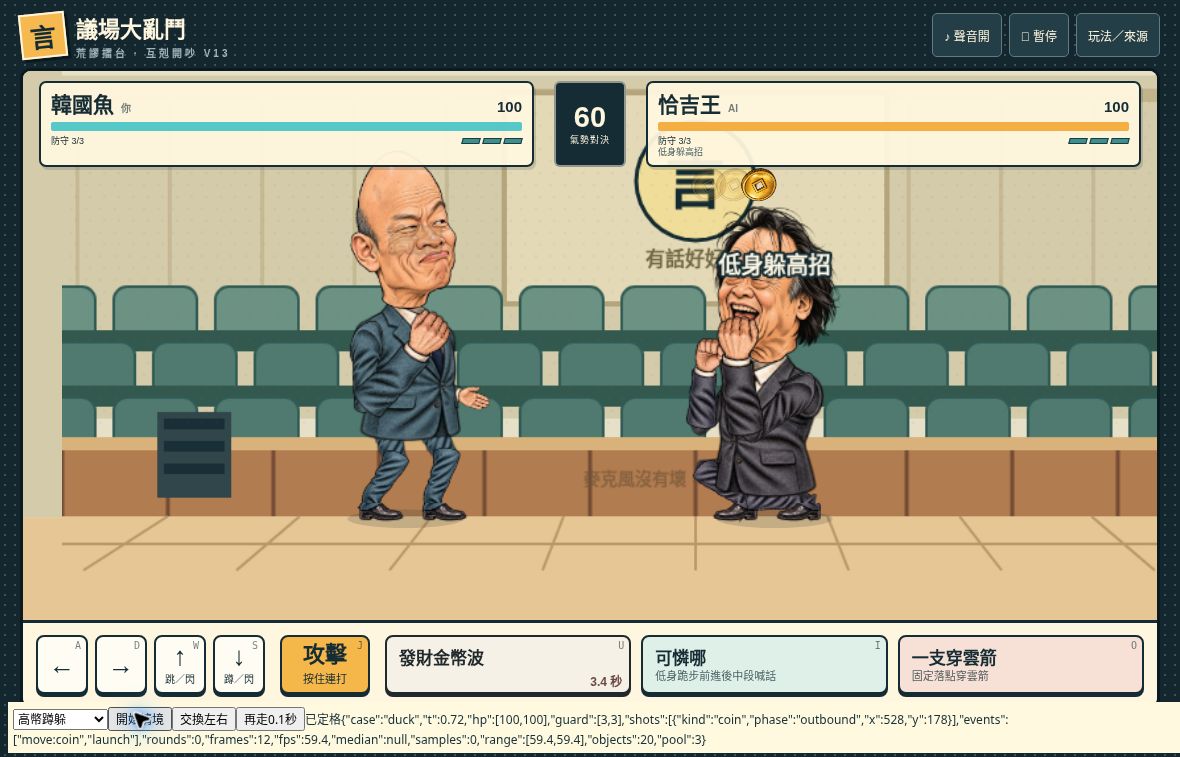 言
議場大亂鬥
荒謬擂台 · 互剋開吵 V13
♪ 聲音開
暫停
玩法／來源
韓國魚 你
100
防守 3/3
60
氣勢對決
恰吉王 AI
100
防守 3/3
低身躲高招
言
有話好好
低身躲高招
麥克風沒有壞
A
←
D
→
W
↑
跳／閃
S
↓
蹲／閃
J
攻擊
按住連打
發財金幣波
U
3.4 秒
可憐哪
I
低身跪步前進後中段喊話
一支穿雲箭
O
固定落點穿雲箭
高幣蹲躲
開始
境
交換左右
再走0.1秒
已定格{"case":"duck","t":0.72,"hp":[100,100],"guard":[3,3],"shots":[{"kind":"coin","phase":"outbound","x":528,"y":178}],"events":
["move:coin","launch"],"rounds":0,"frames":12,"fps":59.4,"median":null,"samples":0,"range":[59.4,59.4],"objects":20,"pool":3}